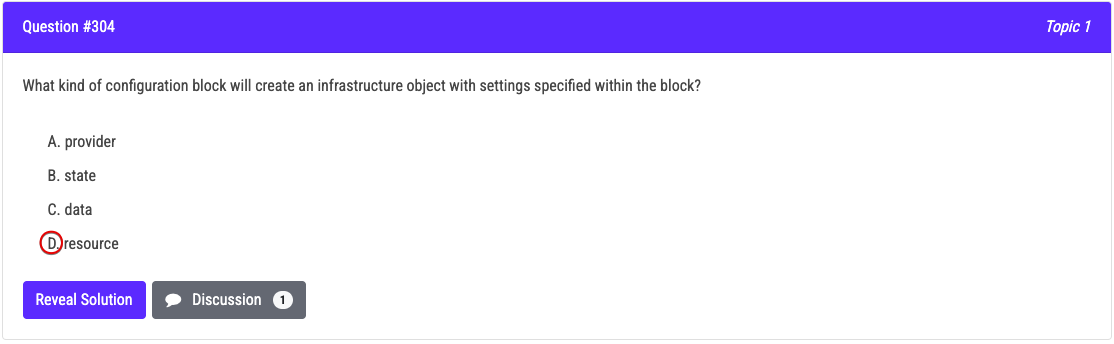 Question #304
Topic 1
What kind of configuration block will create an infrastructure object with settings specified within the block?
A. provider
B. state
C. data
D. resource
Reveal Solution
Discussion 1